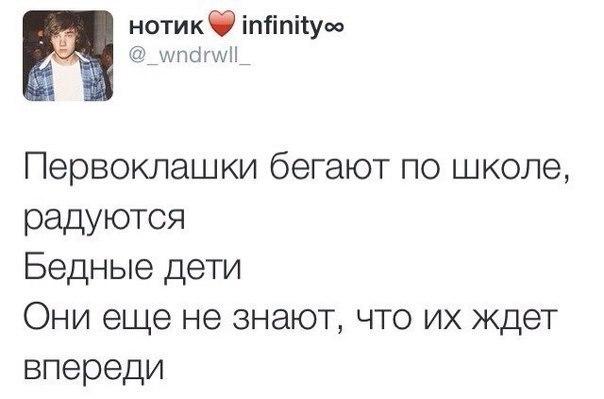 нотик❤️infinity∞
@_wndrwll_
Первоклашки бегают по школе,
радуются
Бедные дети
Они еще не знают, что их ждет
впереди